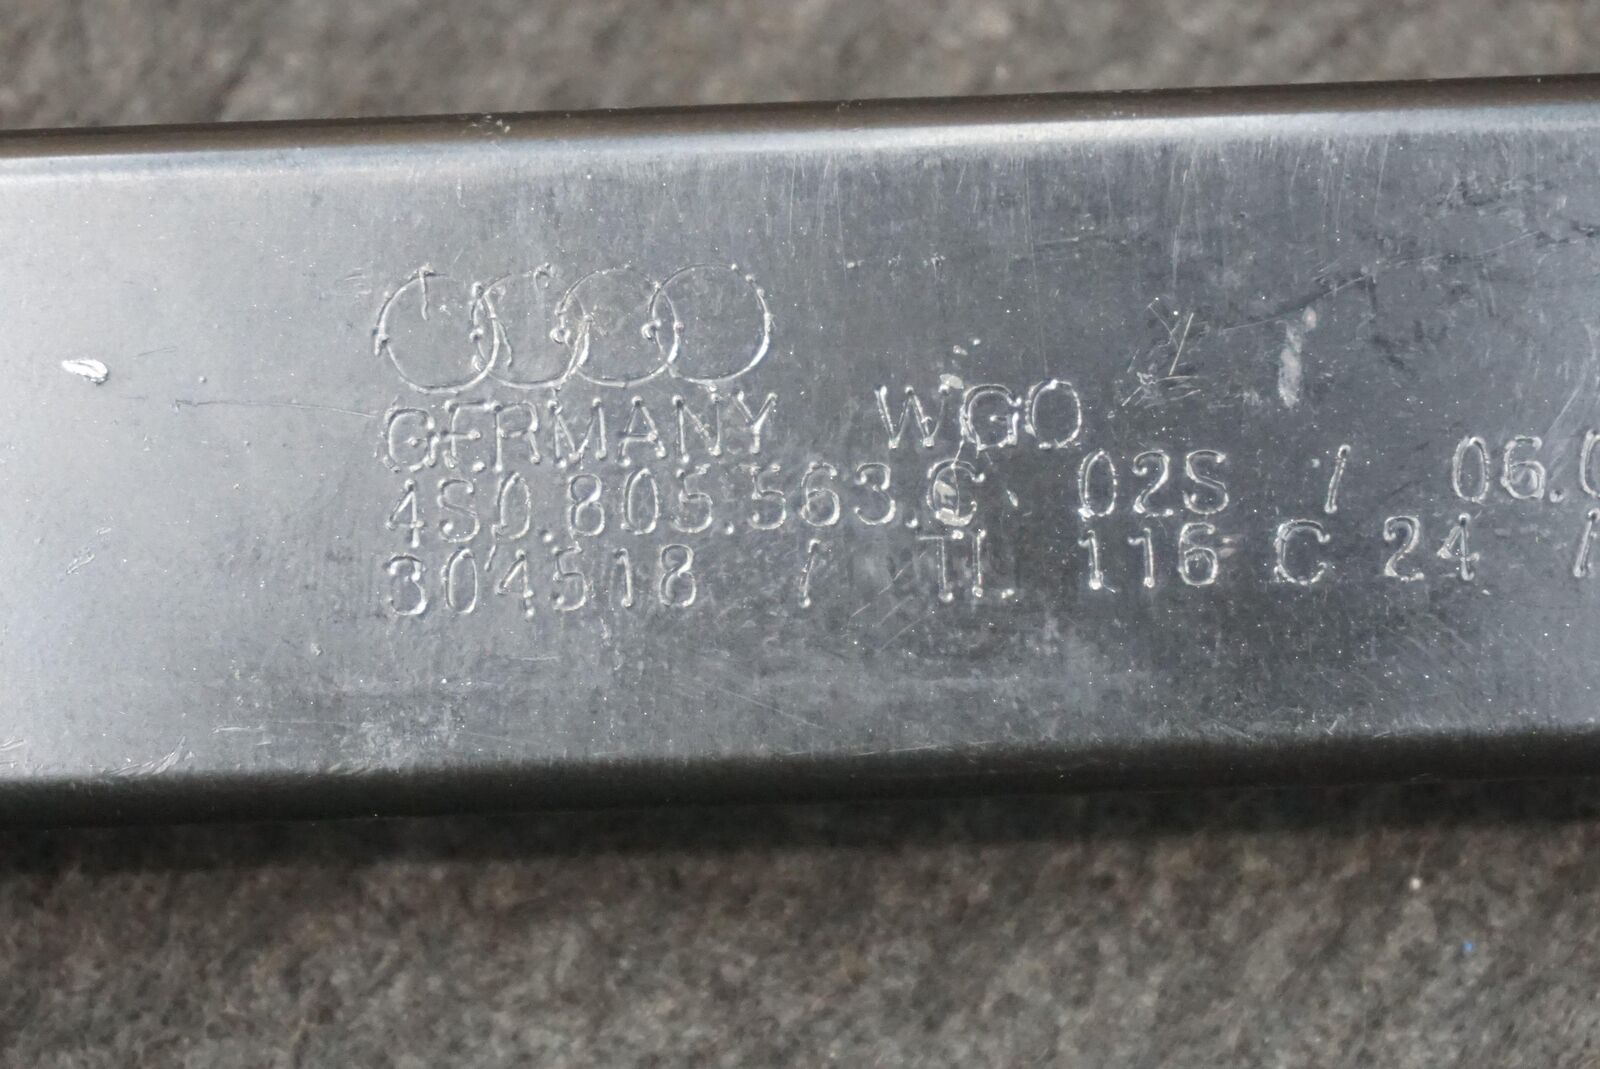 GERMANY WGO
4S0.805.563.C 02S / 06.0
304518 / TL 116 C 24 /